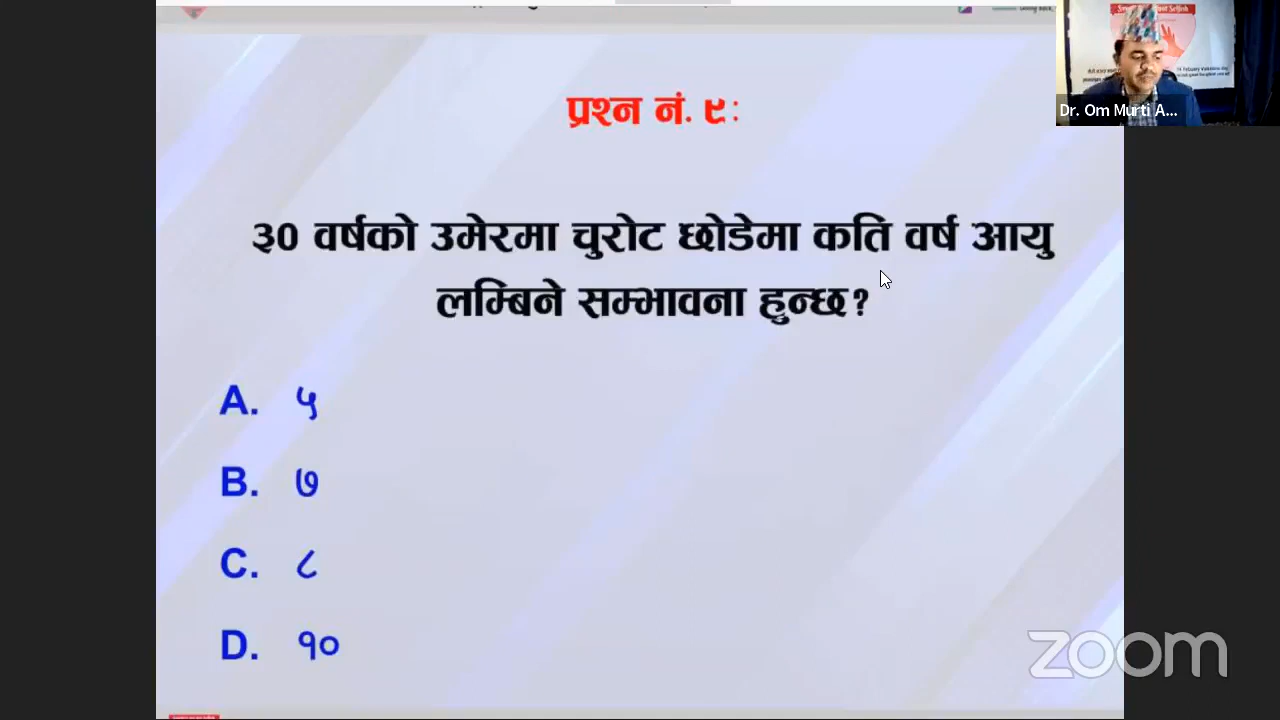 Dr. Om Murti A...
प्रश्न नं. ९:
३० वर्षको उमेरमा चुरोट छोडेमा कति वर्ष आयु
लम्बिने सम्भावना हुन्छ?
A. ५
B. ७
C. ८
D. १०
zoom